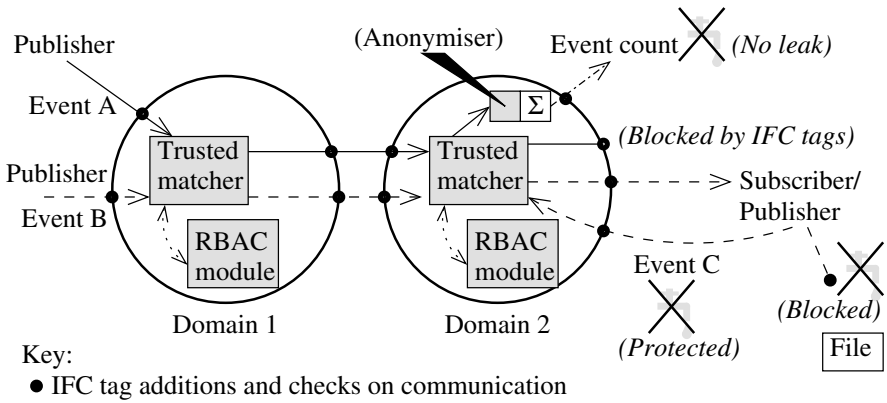 Publisher
(Anonymiser)
Event count
(No leak)
Event A
Σ
Trusted
matcher
Trusted
matcher
(Blocked by IFC tags)
Publisher
Event B
Subscriber/
Publisher
RBAC
module
RBAC
module
Event C
Domain 1
Domain 2
(Protected)
(Blocked)
File
Key:
IFC tag additions and checks on communication